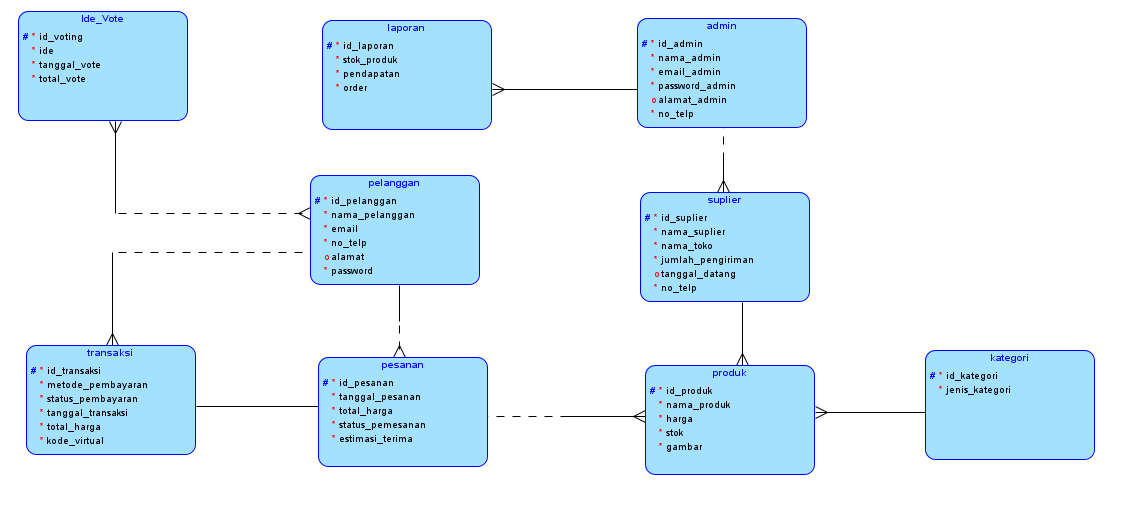 Ide_Vote
# * id_voting
* ide
* tanggal_vote
* total_vote
laporan
# * id_laporan
* stok_produk
* pendapatan
* order
admin
# * id_admin
* nama_admin
* email_admin
* password_admin
o alamat_admin
* no_telp
pelanggan
# * id_pelanggan
* nama_pelanggan
* email
* no_telp
o alamat
* password
suplier
# * id_suplier
* nama_suplier
* nama_toko
* jumlah_pengiriman
o tanggal_datang
* no_telp
transaksi
# * id_transaksi
* metode_pembayaran
* status_pembayaran
* tanggal_transaksi
* total_harga
* kode_virtual
pesanan
# * id_pesanan
* tanggal_pesanan
* total_harga
* status_pemesanan
* estimasi_terima
produk
# * id_produk
* nama_produk
* harga
* stok
* gambar
kategori
# * id_kategori
* jenis_kategori